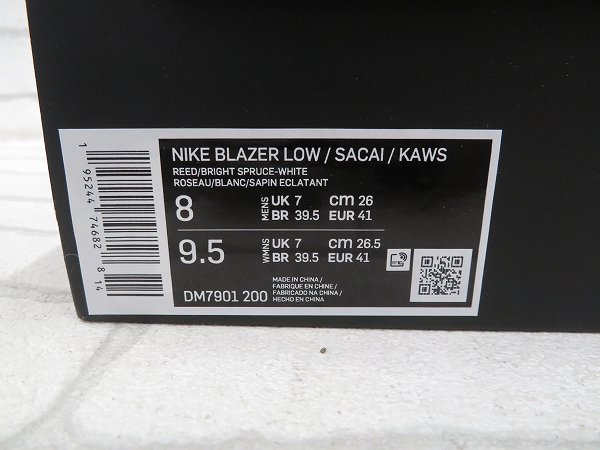 NIKE BLAZER LOW / SACAI / KAWS
REED/BRIGHT SPRUCE-WHITE
ROSEAU/BLANC/SAPIN ECLATANT
8 MENS UK 7 CM 26
BR 39.5 EUR 41
9.5 WMNS UK 7 CM 26.5
BR 39.5 EUR 41
DM7901 200
MADE IN CHINA /
FABRIQUE EN CHINE /
FABRICADO NA CHINA /
HECHO EN CHINA
1 95244 74682 8 14